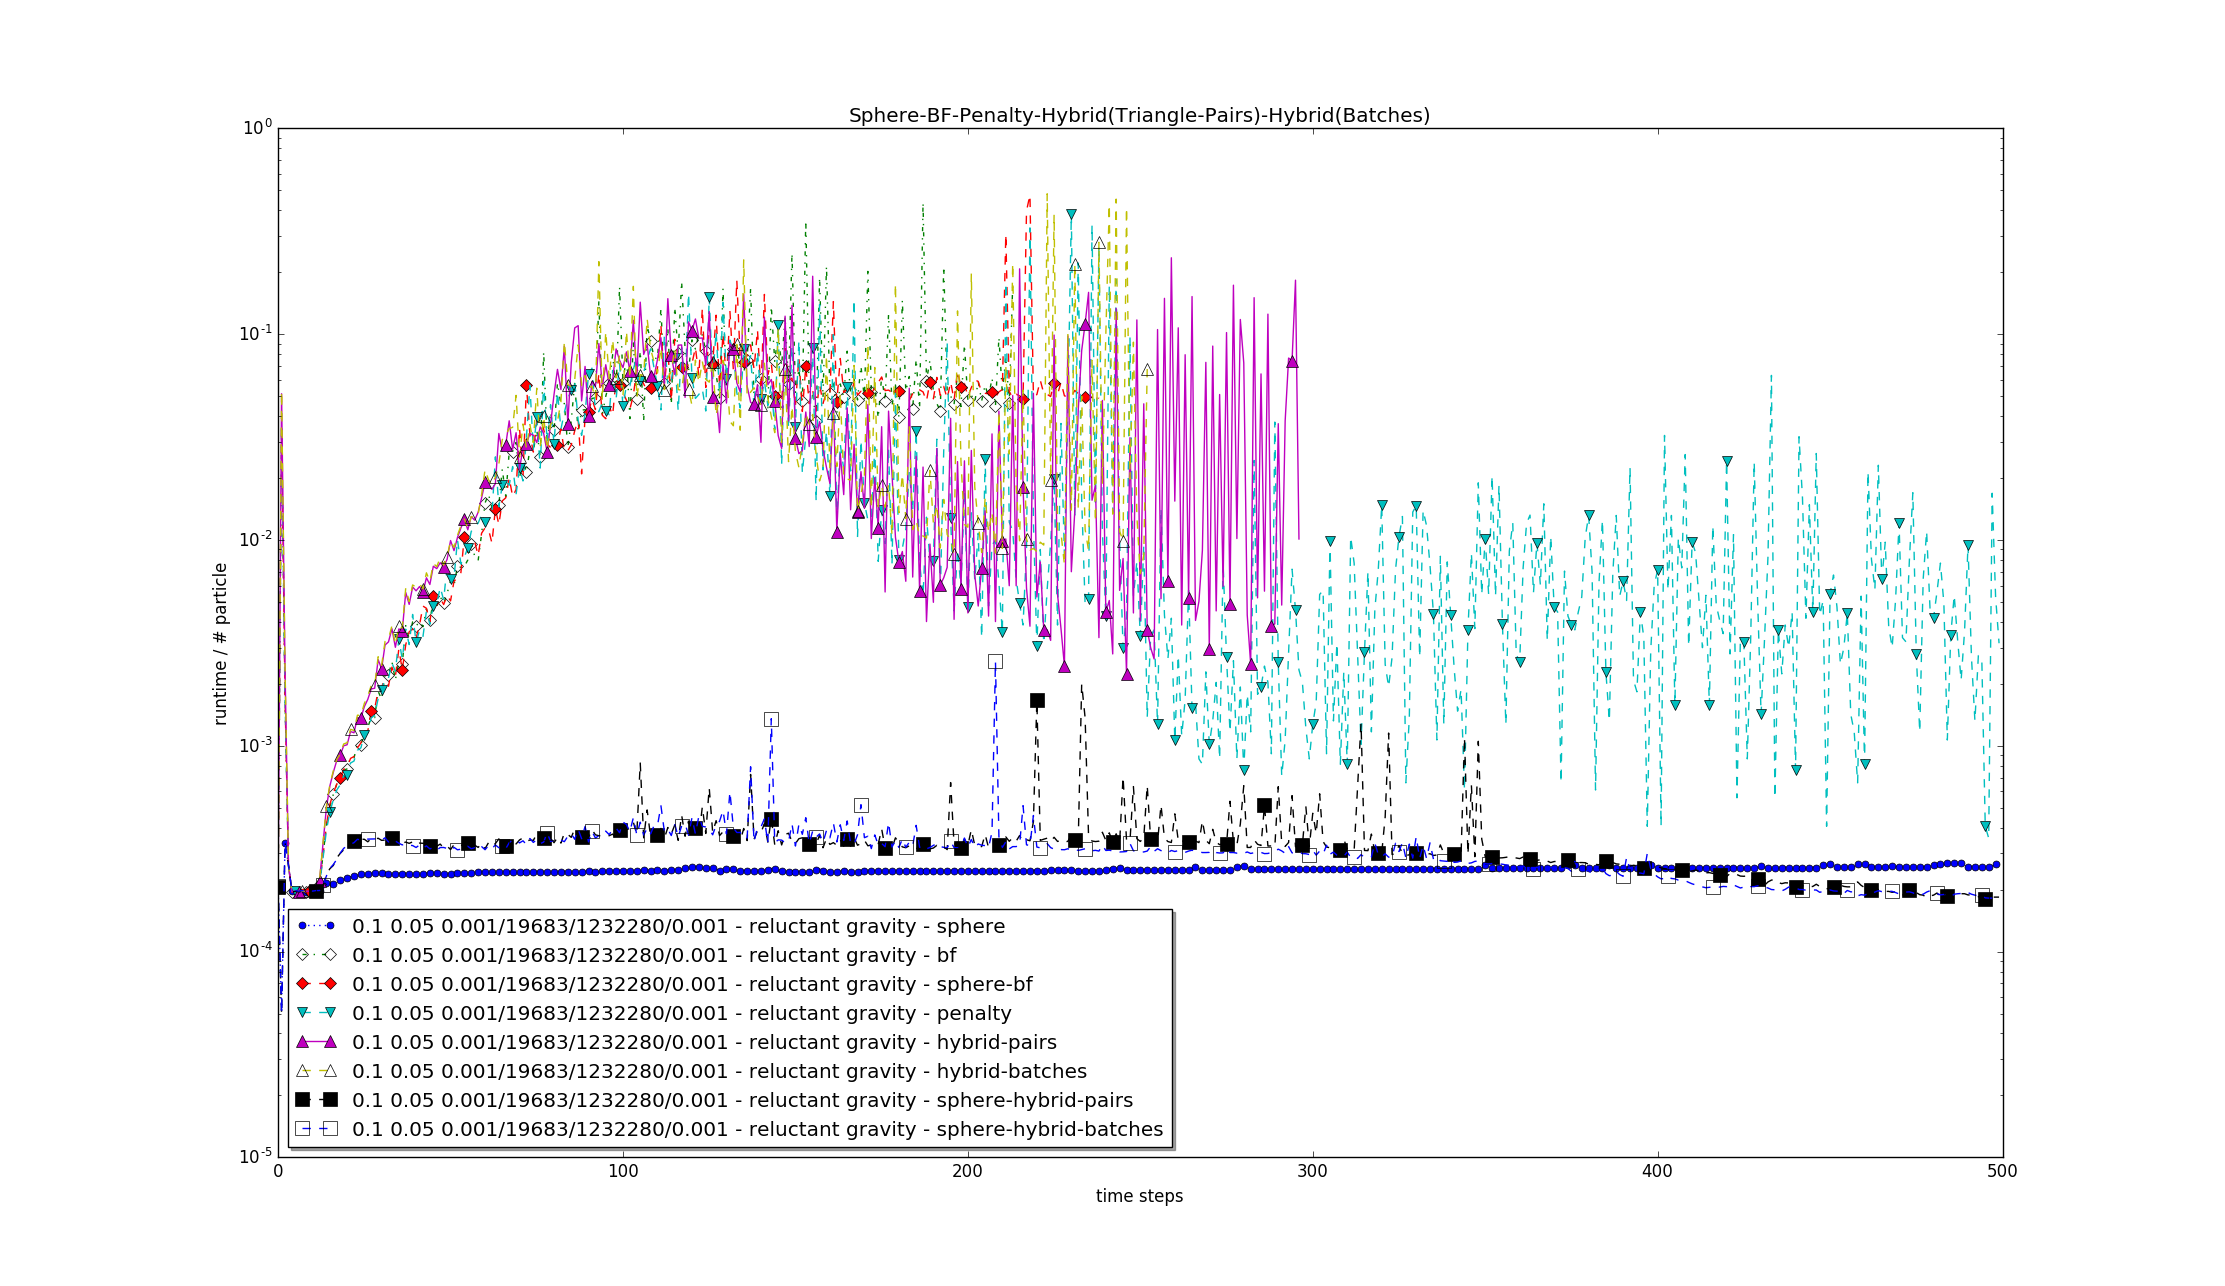 Sphere-BF-Penalty-Hybrid(Triangle-Pairs)-Hybrid(Batches)
10^0
10^-1
10^-2
10^-3
10^-4
10^-5
runtime / # particle
0.1 0.05 0.001/19683/1232280/0.001 - reluctant gravity - sphere
0.1 0.05 0.001/19683/1232280/0.001 - reluctant gravity - bf
0.1 0.05 0.001/19683/1232280/0.001 - reluctant gravity - sphere-bf
0.1 0.05 0.001/19683/1232280/0.001 - reluctant gravity - penalty
0.1 0.05 0.001/19683/1232280/0.001 - reluctant gravity - hybrid-pairs
0.1 0.05 0.001/19683/1232280/0.001 - reluctant gravity - hybrid-batches
0.1 0.05 0.001/19683/1232280/0.001 - reluctant gravity - sphere-hybrid-pairs
0.1 0.05 0.001/19683/1232280/0.001 - reluctant gravity - sphere-hybrid-batches
0 100 200 300 400 500
time steps